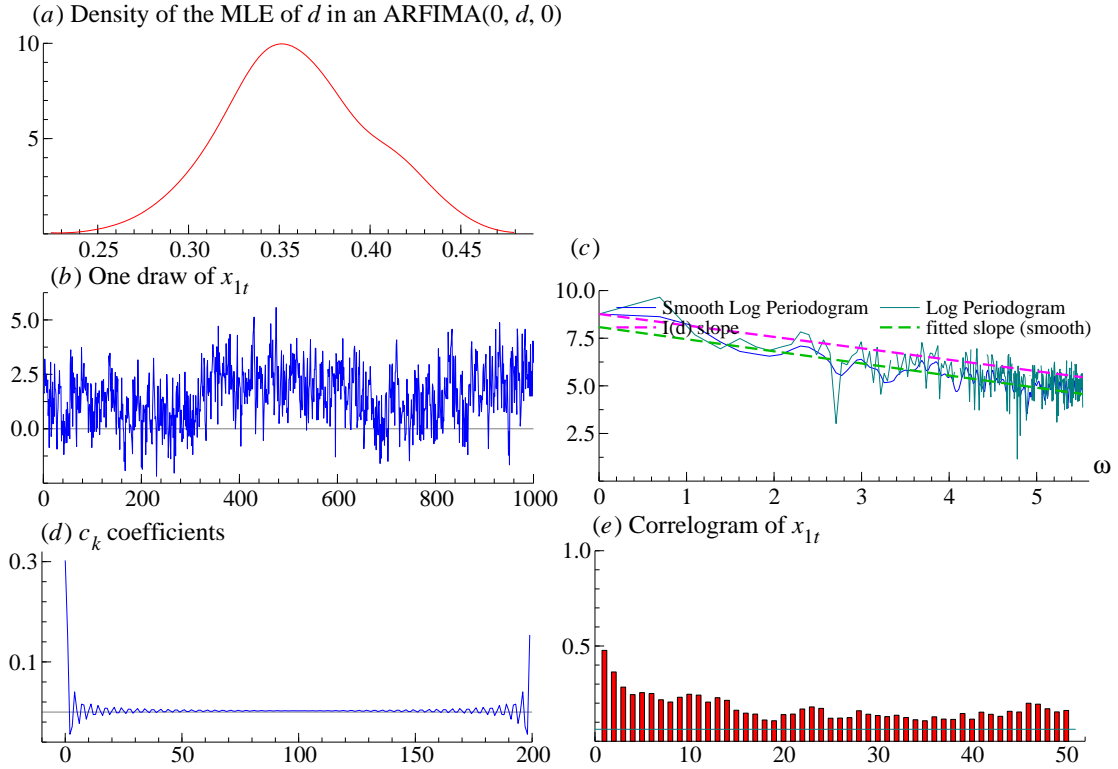 (a) Density of the MLE of d in an ARFIMA(0, d, 0)
10
5
0.25 0.30 0.35 0.40 0.45
(b) One draw of x1t
5.0
2.5
0.0
0 200 400 600 800 1000
(c)
10.0
7.5
5.0
2.5
Smooth Log Periodogram Log Periodogram
I(d) slope fitted slope (smooth)
ω
0 1 2 3 4 5
(d) ck coefficients
0.3
0.1
0 100 200
(e) Correlogram of x1t
1.0
0.5
0 10 20 30 40 50